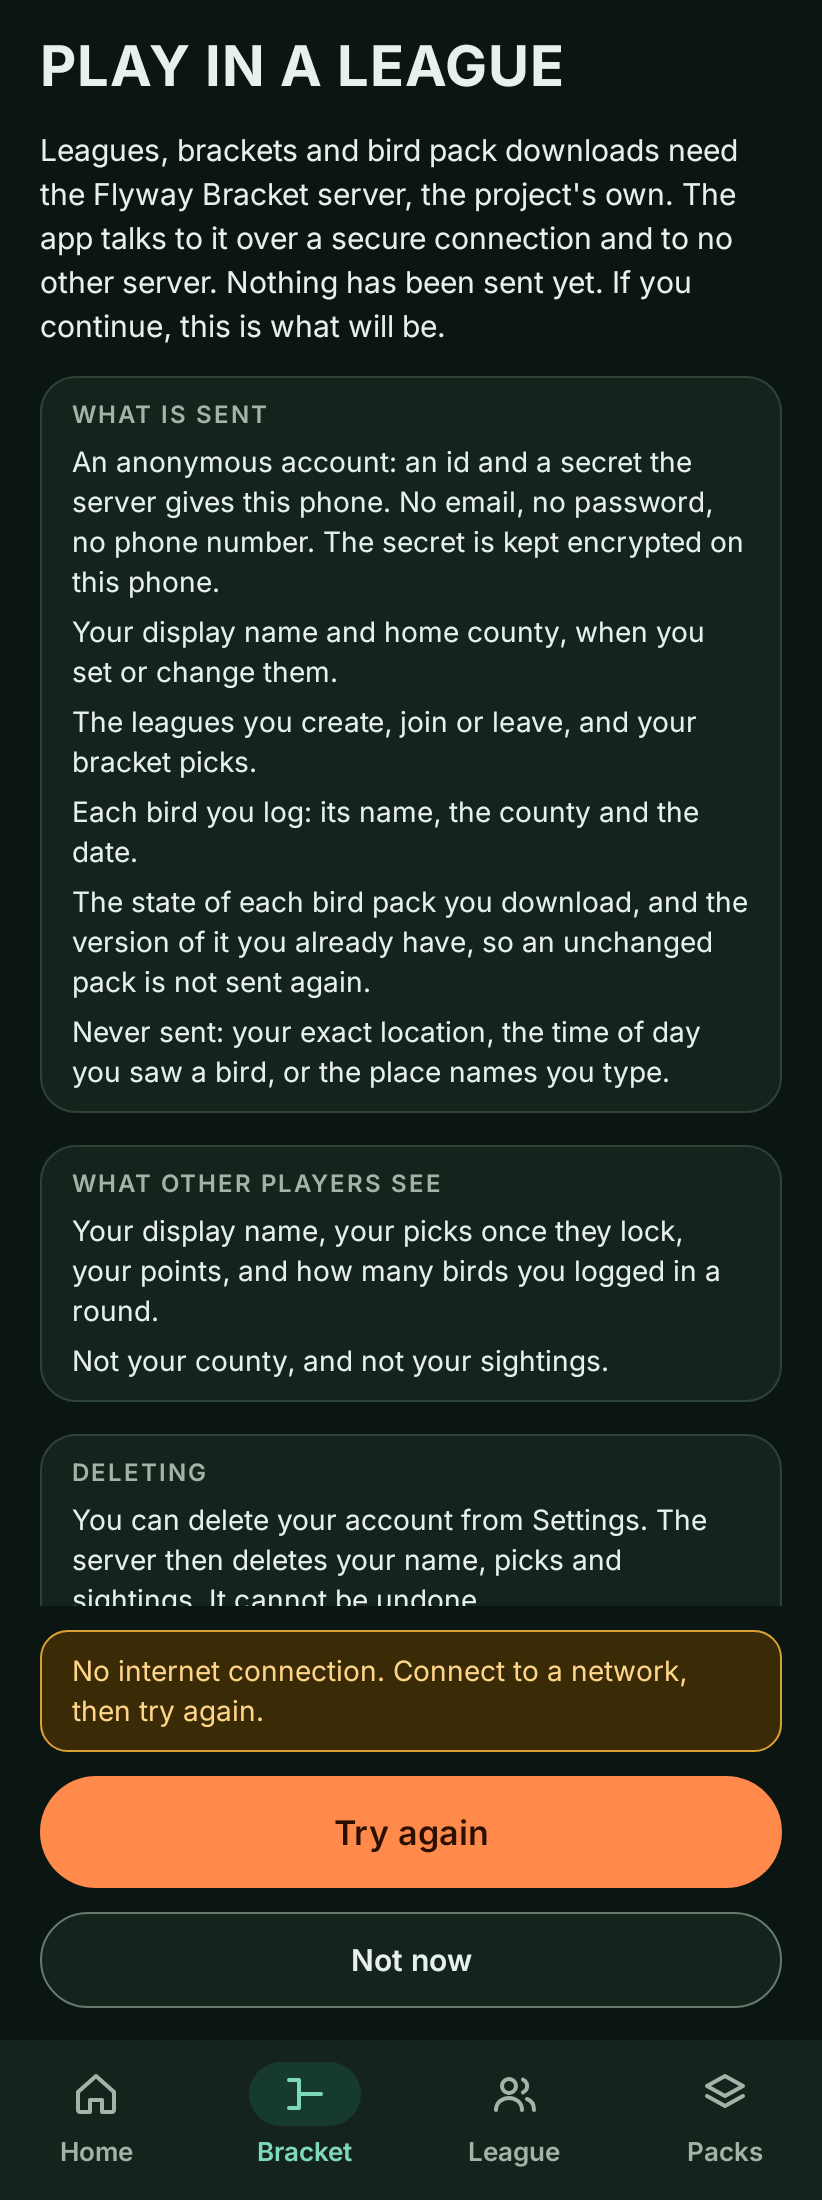 PLAY IN A LEAGUE
Leagues, brackets and bird pack downloads need
the Flyway Bracket server, the project's own. The
app talks to it over a secure connection and to no
other server. Nothing has been sent yet. If you
continue, this is what will be.
WHAT IS SENT
An anonymous account: an id and a secret the
server gives this phone. No email, no password,
no phone number. The secret is kept encrypted on
this phone.
Your display name and home county, when you
set or change them.
The leagues you create, join or leave, and your
bracket picks.
Each bird you log: its name, the county and the
date.
The state of each bird pack you download, and the
version of it you already have, so an unchanged
pack is not sent again.
Never sent: your exact location, the time of day
you saw a bird, or the place names you type.
WHAT OTHER PLAYERS SEE
Your display name, your picks once they lock,
your points, and how many birds you logged in a
round.
Not your county, and not your sightings.
DELETING
You can delete your account from Settings. The
server then deletes your name, picks and
sightings. It cannot be undone
No internet connection. Connect to a network,
then try again.
Try again
Not now
Home
Bracket
League
Packs